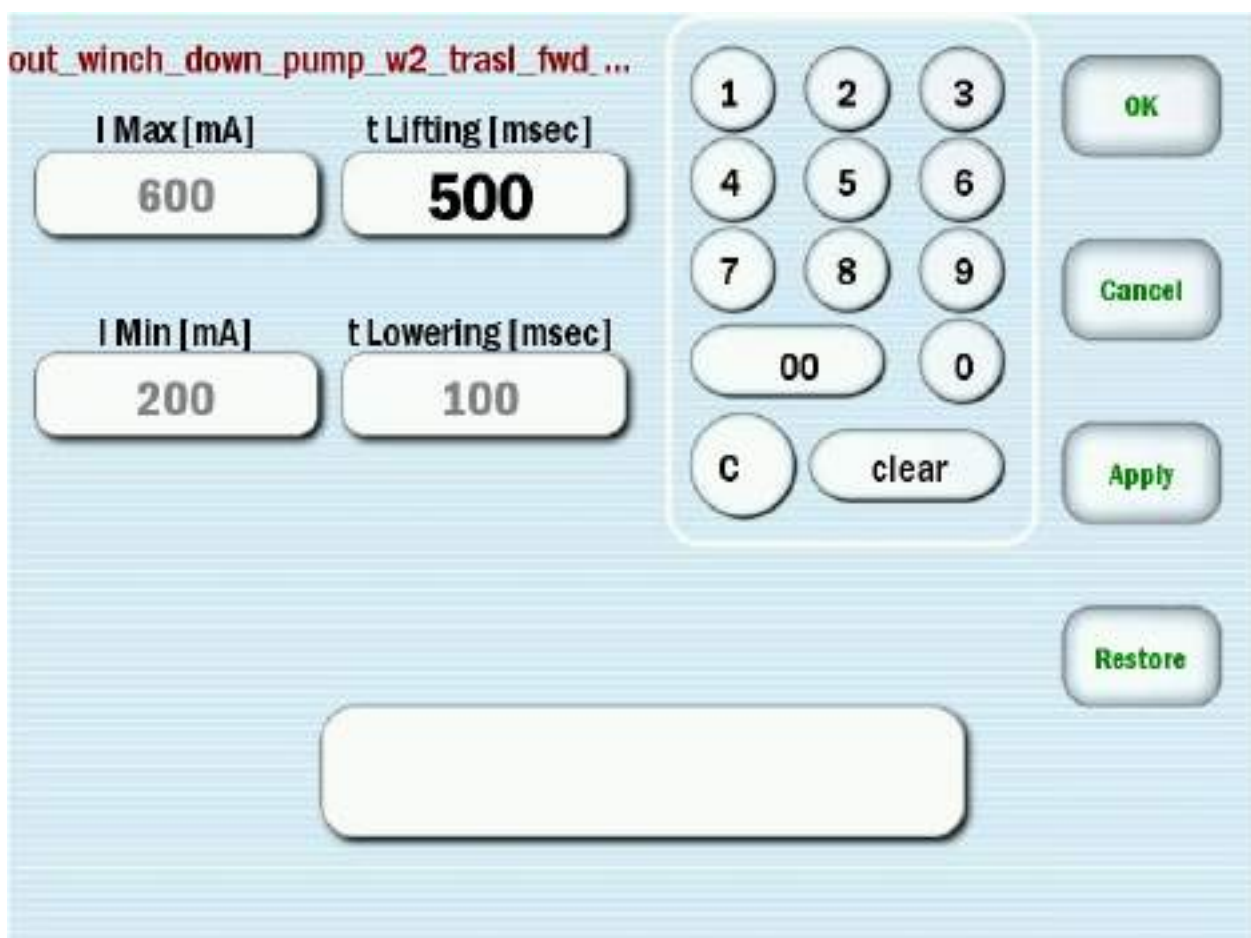 out_winch_down_pump_w2_trasl_fwd_...
I Max [mA] t Lifting [msec]
600 500
I Min [mA] t Lowering [msec]
200 100
1 2 3
4 5 6
7 8 9
00 0
C clear
OK
Cancel
Apply
Restore